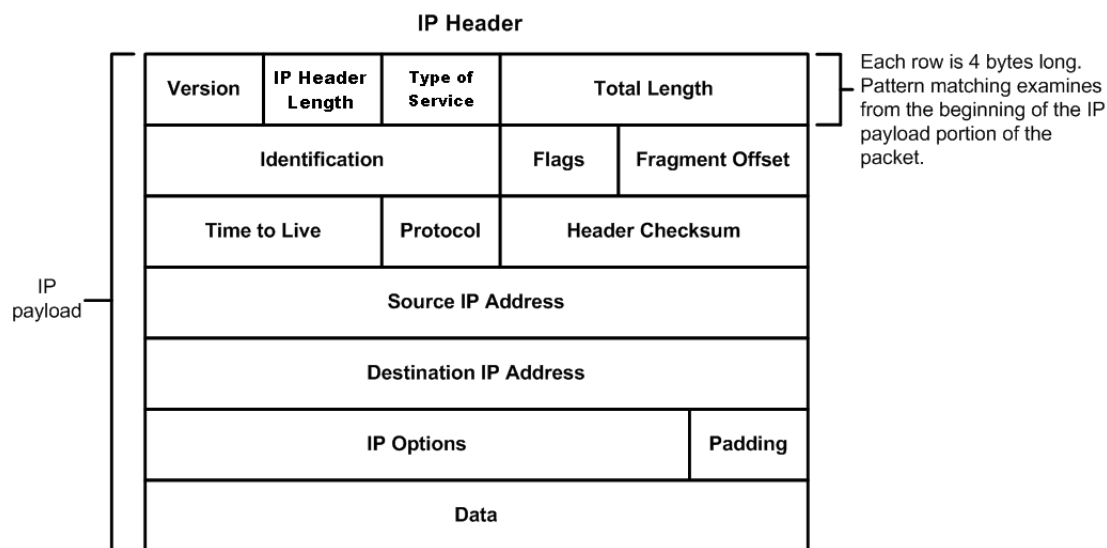 IP Header
Version
IP Header
Length
Type of
Service
Total Length
Each row is 4 bytes long.
Pattern matching examines
from the beginning of the IP
payload portion of the
packet.
Identification
Flags
Fragment Offset
Time to Live
Protocol
Header Checksum
IP
payload
Source IP Address
Destination IP Address
IP Options
Padding
Data